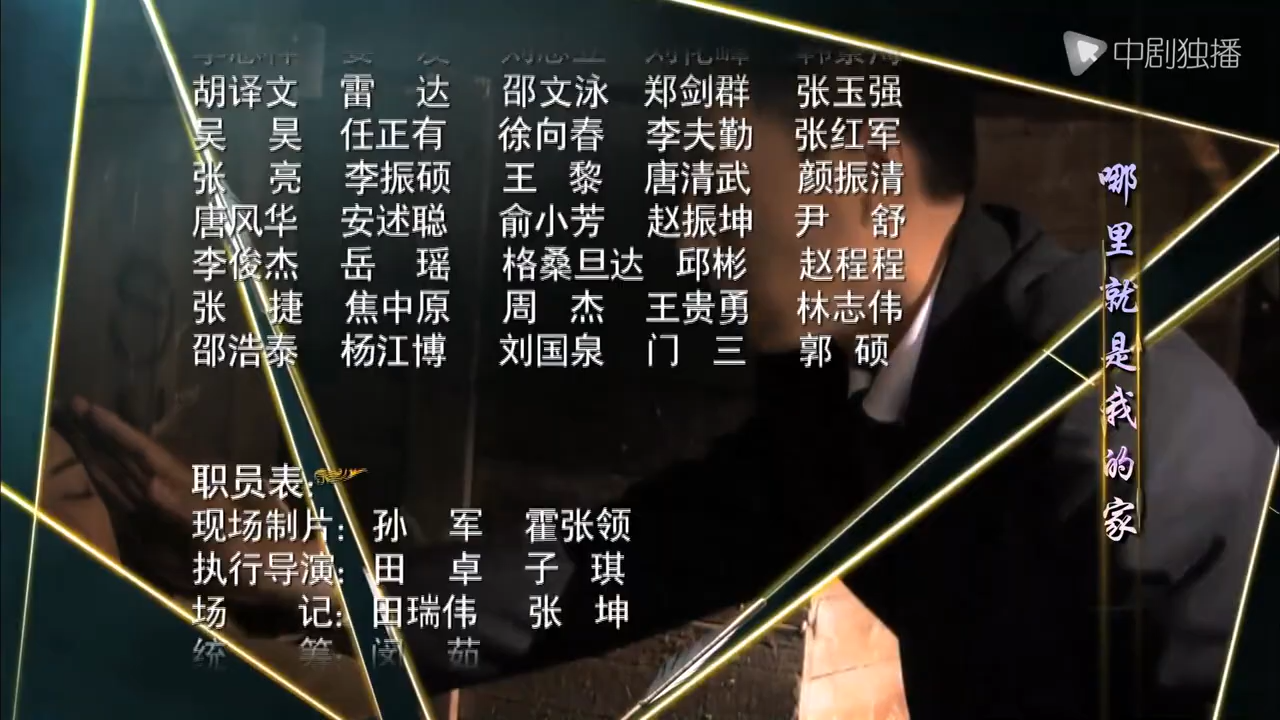 中剧独播
胡译文 雷 达 邵文泳 郑剑群 张玉强
吴 昊 任正有 徐向春 李夫勤 张红军
张 亮 李振硕 王 黎 唐清武 颜振清
唐风华 安述聪 俞小芳 赵振坤 尹 舒
李俊杰 岳 瑶 格桑旦达 邱彬 赵程程
张 捷 焦中原 周 杰 王贵勇 林志伟
邵浩泰 杨江博 刘国泉 门 三 郭 硕
职员表:
现场制片: 孙 军 霍张领
执行导演: 田 卓 子 琪
场 记: 田瑞伟 张 坤
统 筹: 闵 茹
哪里就是我的家